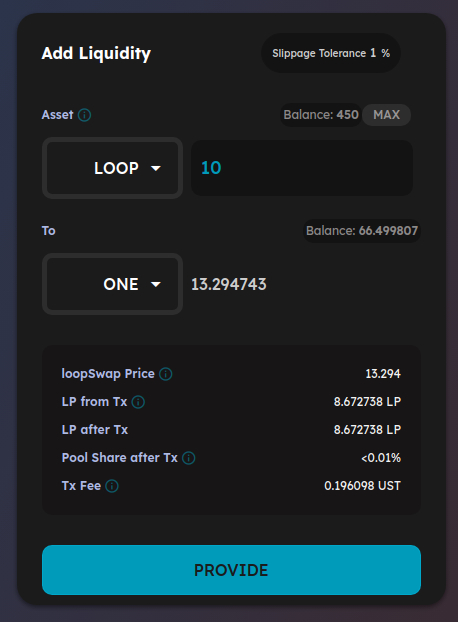 Add Liquidity
Slippage Tolerance 1 %
Asset
Balance: 450 MAX
LOOP
10
To
Balance: 66.499807
ONE
13.294743
loopSwap Price 13.294
LP from Tx 8.672738 LP
LP after Tx 8.672738 LP
Pool Share after Tx <0.01%
Tx Fee 0.196098 UST
PROVIDE